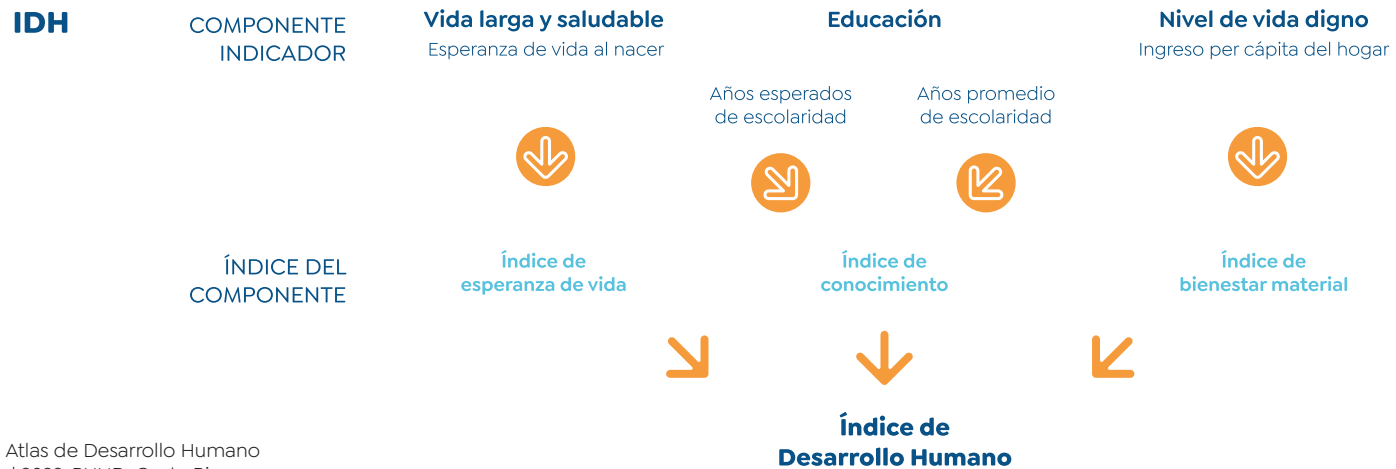 IDH
COMPONENTE
INDICADOR
Vida larga y saludable
Esperanza de vida al nacer
Educación
Nivel de vida digno
Ingreso per cápita del hogar
Años esperados
de escolaridad
Años promedio
de escolaridad
ÍNDICE DEL
COMPONENTE
Índice de
esperanza de vida
Índice de
conocimiento
Índice de
bienestar material
Índice de
Desarrollo Humano
Atlas de Desarrollo Humano